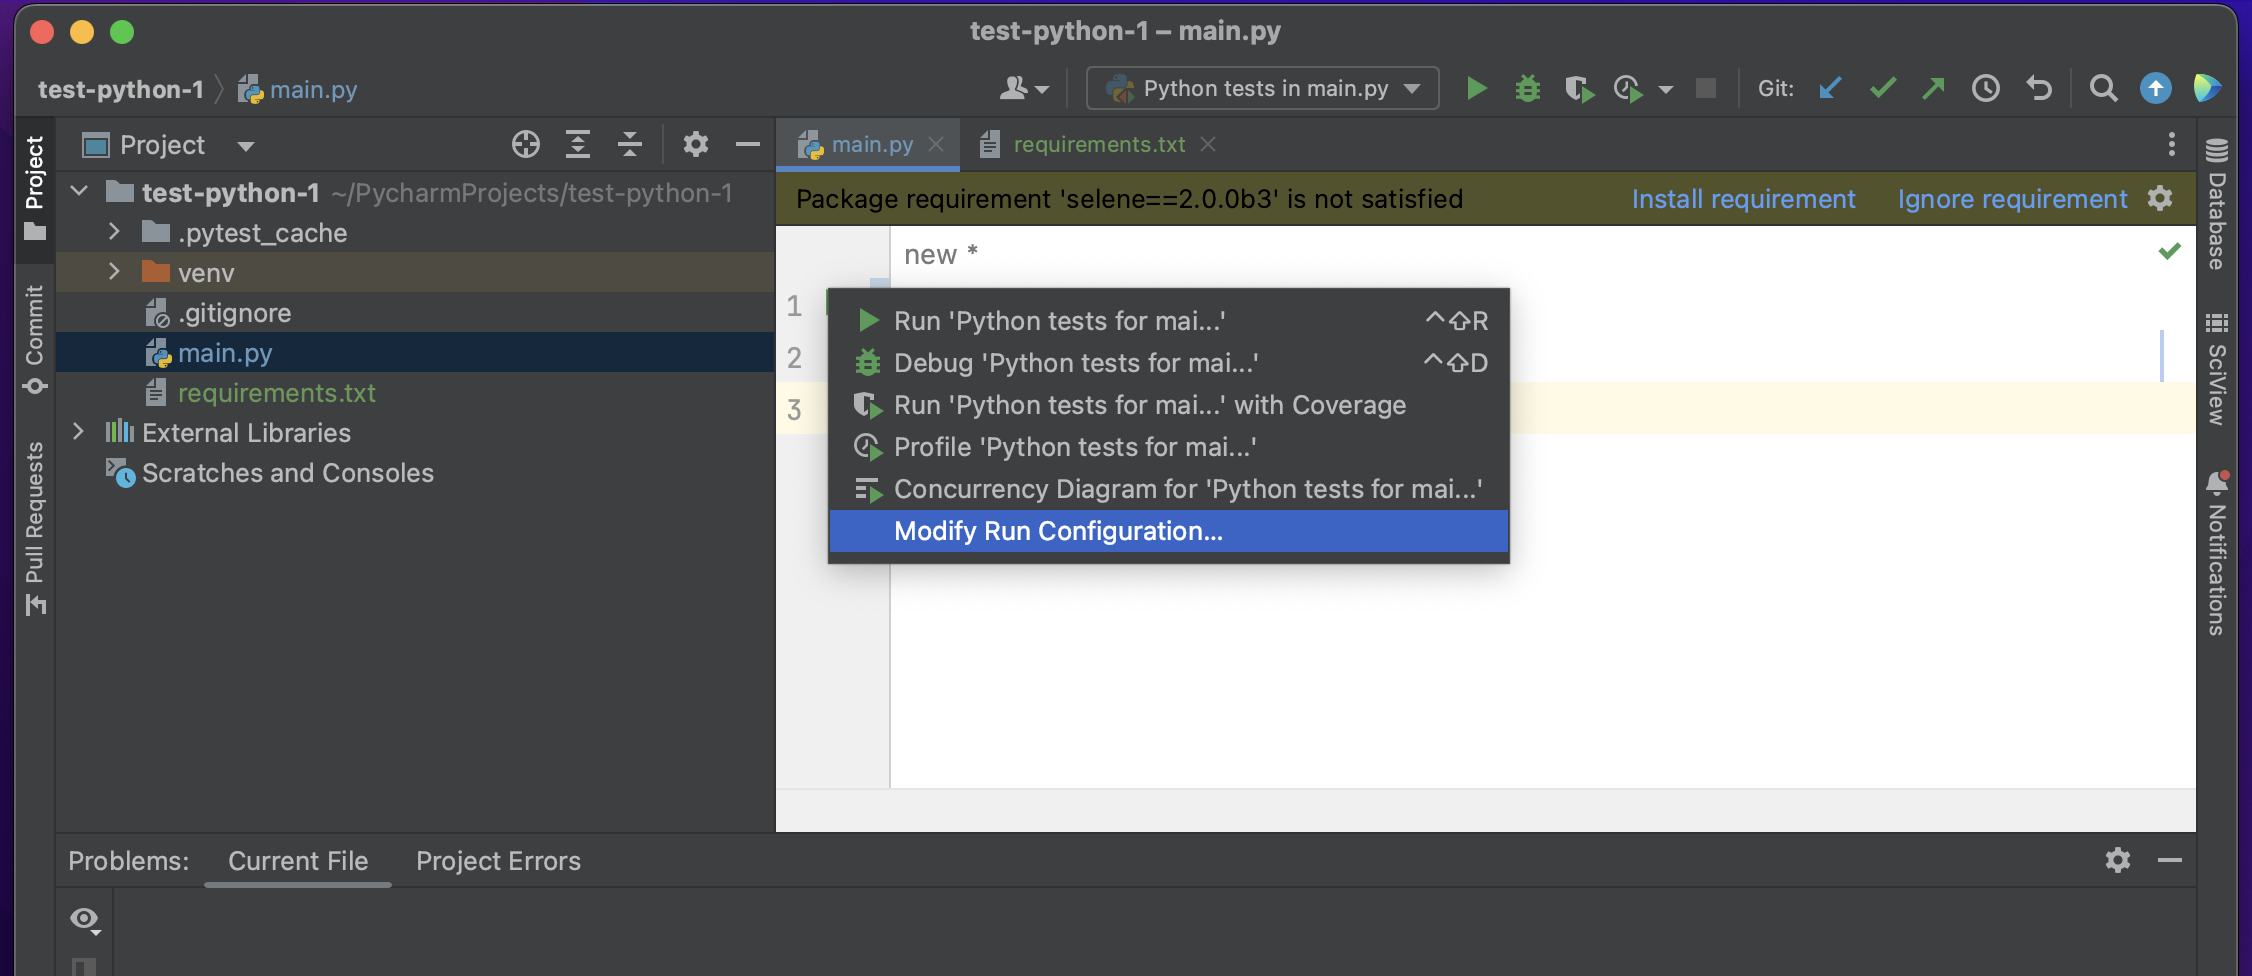 test-python-1 – main.py
test-python-1 main.py
Python tests in main.py
Git:
Project
Commit
Pull Requests
Project
test-python-1 ~/PycharmProjects/test-python-1
.pytest_cache
venv
.gitignore
main.py
requirements.txt
External Libraries
Scratches and Consoles
main.py
requirements.txt
Package requirement 'selene==2.0.0b3' is not satisfied
Install requirement
Ignore requirement
new *
1
2
3
Run 'Python tests for mai...' ^⇧R
Debug 'Python tests for mai...' ^⇧D
Run 'Python tests for mai...' with Coverage
Profile 'Python tests for mai...'
Concurrency Diagram for 'Python tests for mai...'
Modify Run Configuration...
Database
SciView
Notifications
Problems: Current File Project Errors